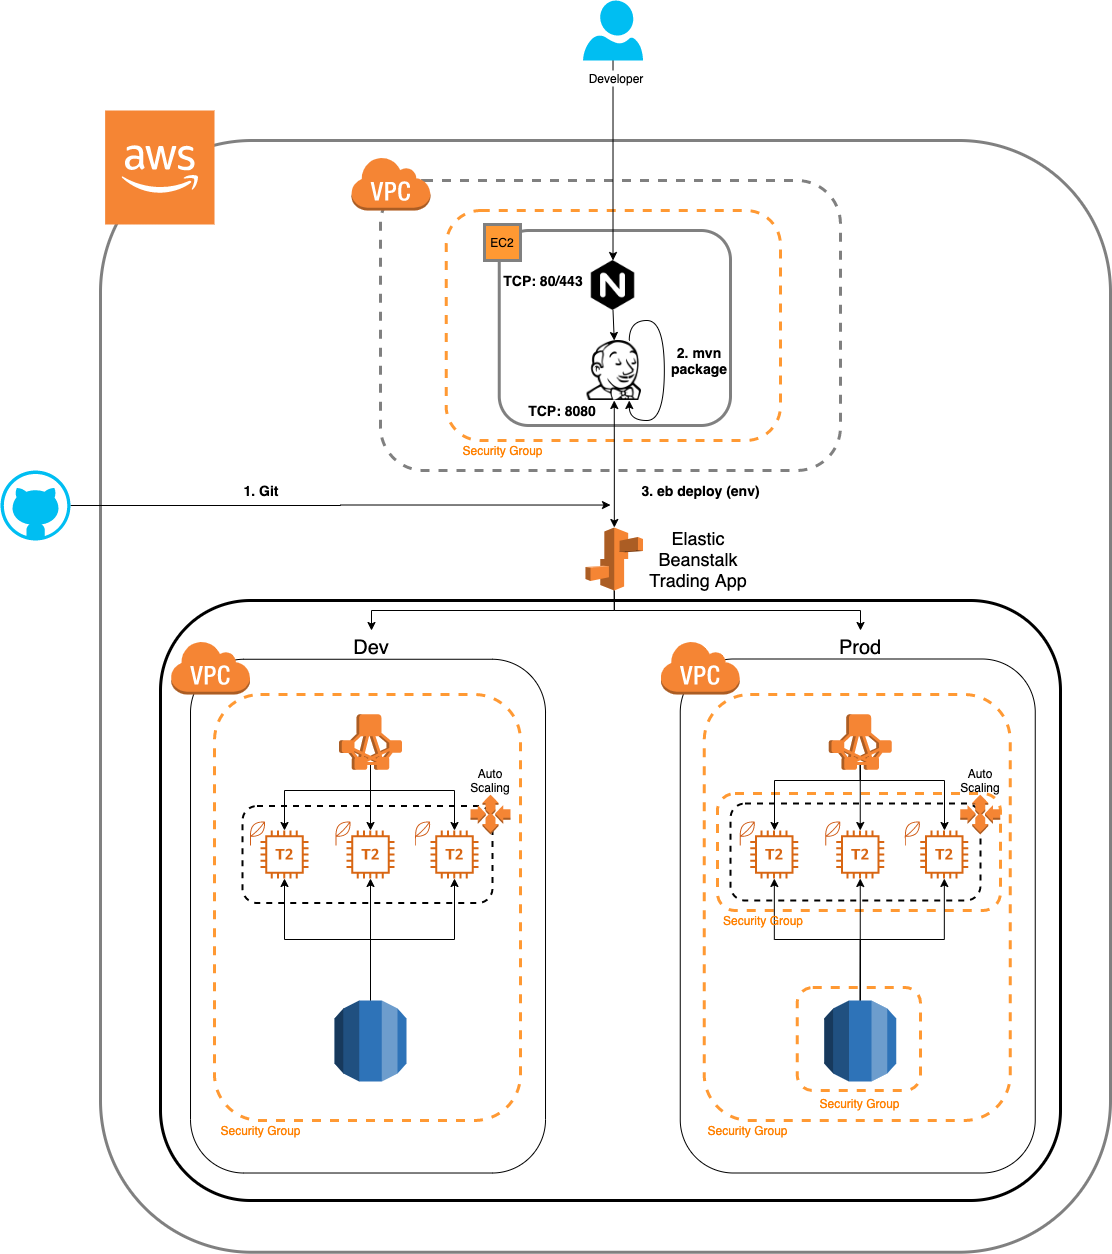 Developer
aws
VPC
EC2
TCP: 80/443
N
2. mvn
package
TCP: 8080
Security Group
1. Git
3. eb deploy (env)
Elastic
Beanstalk
Trading App
Dev
Prod
VPC
VPC
Auto
Scaling
Auto
Scaling
T2
T2
T2
T2
T2
T2
Security Group
Security Group
Security Group
Security Group